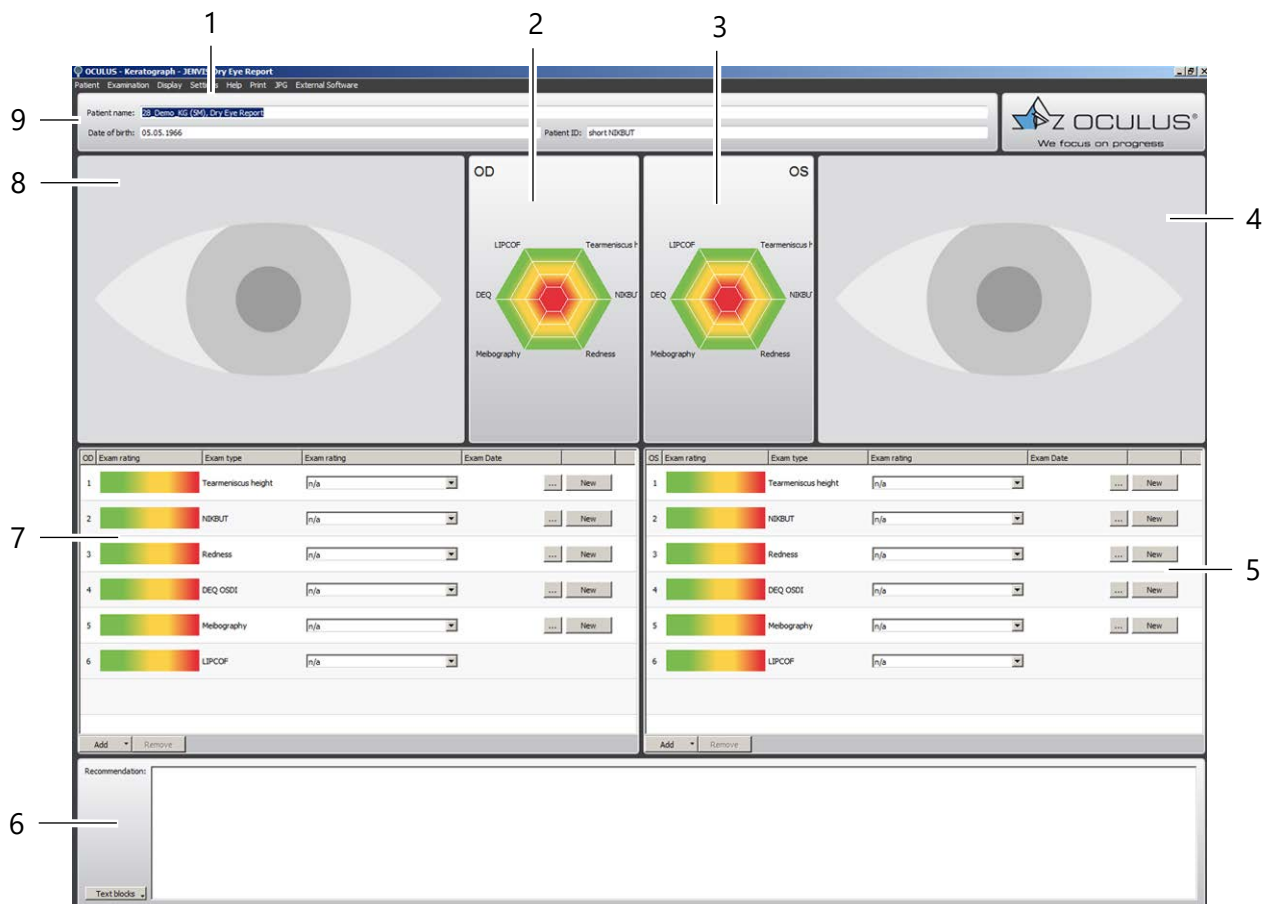 1 2 3
OCULUS - Keratograph - JENVIS Dry Eye Report
Patient Examination Display Settings Help Print JPG External Software
Patient name: 28_Demo_KG (5M), Dry Eye Report
9
Date of birth: 05.05.1966 Patient ID: short NIKBUT
OCULUS®
We focus on progress
8
OD OS
4
LIPCOF Tearmeniscus h LIPCOF Tearmeniscus h
DEQ NIKBUT DEQ NIKBUT
Meibography Redness Meibography Redness
OD Exam rating Exam type Exam rating Exam Date OS Exam rating Exam type Exam rating Exam Date
1 Tearmeniscus height n/a ... New 1 Tearmeniscus height n/a ... New
2 NIKBUT n/a ... New 2 NIKBUT n/a ... New
7
3 Redness n/a ... New 3 Redness n/a ... New
5
4 DEQ OSDI n/a ... New 4 DEQ OSDI n/a ... New
5 Meibography n/a ... New 5 Meibography n/a ... New
6 LIPCOF n/a 6 LIPCOF n/a
Add Remove Add Remove
Recommendation:
6
Text blocks